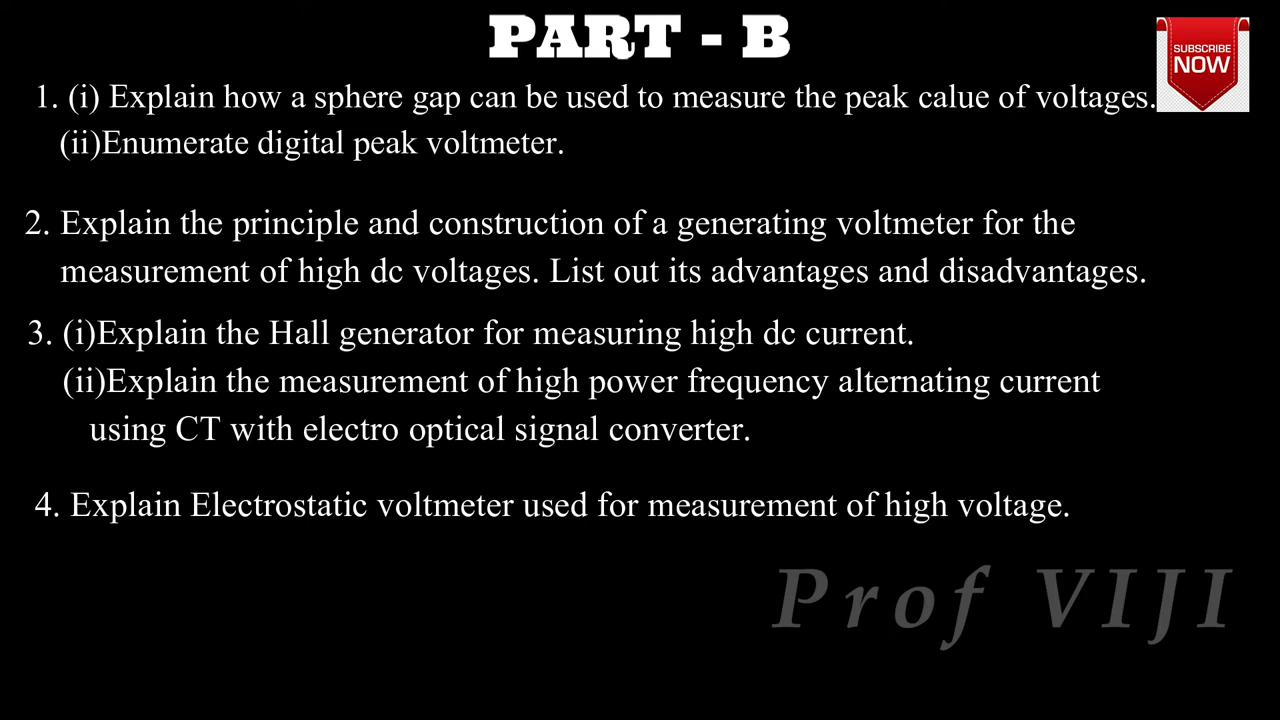 PART - B
SUBSCRIBE
NOW
1. (i) Explain how a sphere gap can be used to measure the peak calue of voltages.
(ii)Enumerate digital peak voltmeter.
2. Explain the principle and construction of a generating voltmeter for the
measurement of high dc voltages. List out its advantages and disadvantages.
3. (i)Explain the Hall generator for measuring high dc current.
(ii)Explain the measurement of high power frequency alternating current
using CT with electro optical signal converter.
4. Explain Electrostatic voltmeter used for measurement of high voltage.
Prof VIJI